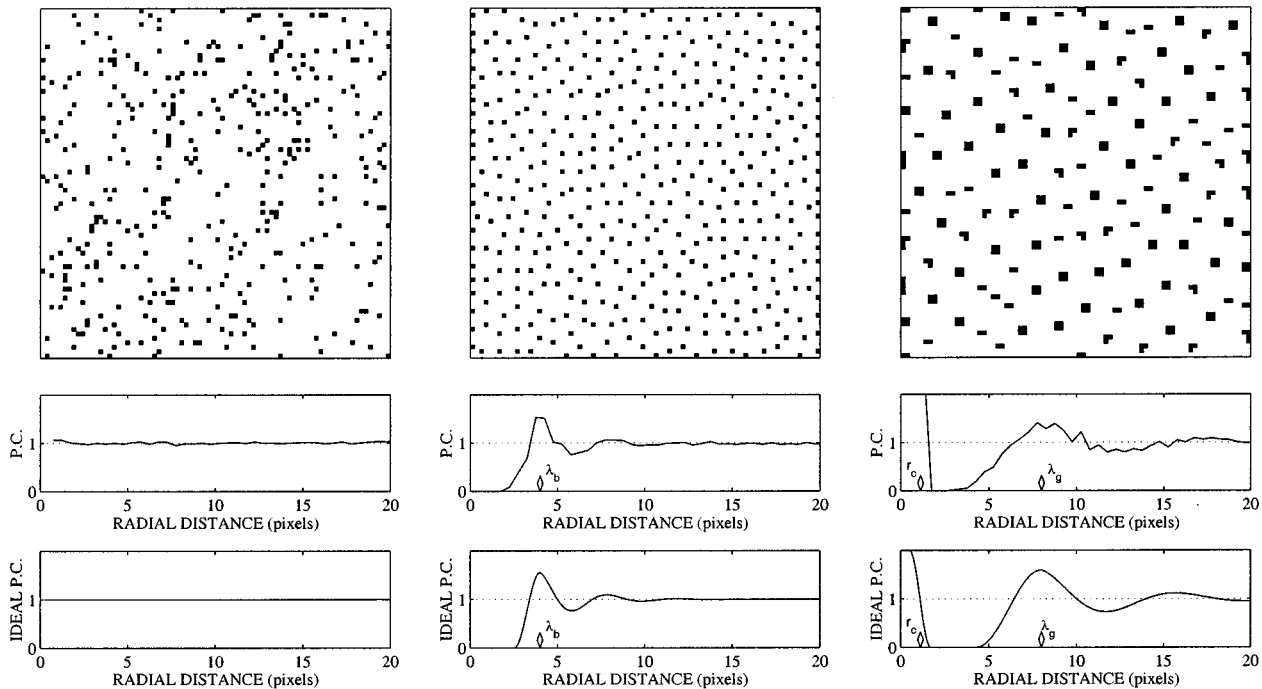 P.C.
1
0
0 5 10 15 20
RADIAL DISTANCE (pixels)
P.C.
1
0
λb
0 5 10 15 20
RADIAL DISTANCE (pixels)
P.C.
1
0
rc
λg
0 5 10 15 20
RADIAL DISTANCE (pixels)
IDEAL P.C.
1
0
0 5 10 15 20
RADIAL DISTANCE (pixels)
IDEAL P.C.
1
0
λb
0 5 10 15 20
RADIAL DISTANCE (pixels)
IDEAL P.C.
1
0
rc
λg
0 5 10 15 20
RADIAL DISTANCE (pixels)